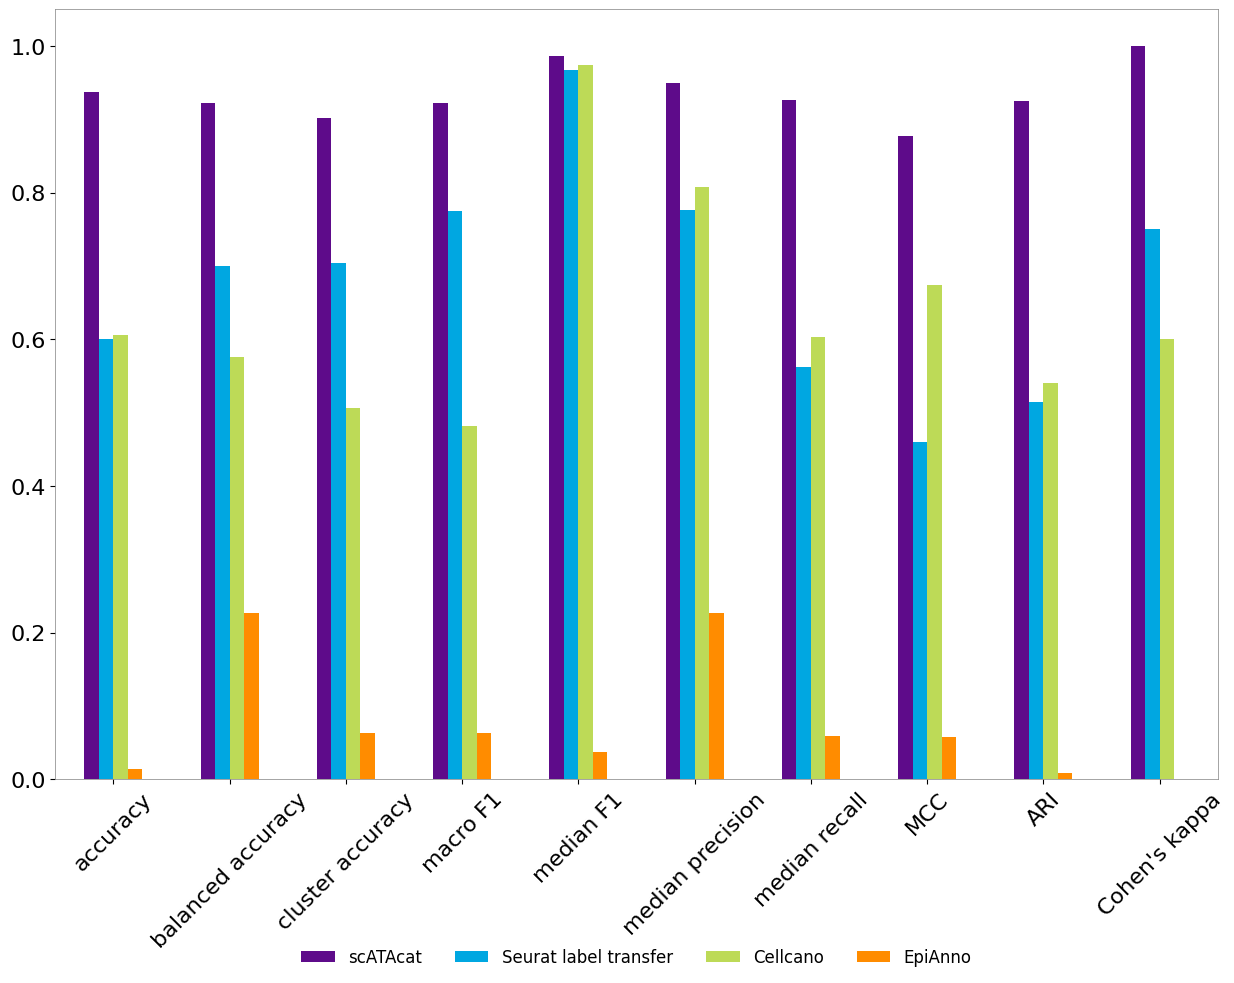 1.0
0.8
0.6
0.4
0.2
0.0
accuracy
balanced accuracy
cluster accuracy
macro F1
median F1
median precision
median recall
MCC
ARI
Cohen's kappa
scATAcat Seurat label transfer Cellcano EpiAnno